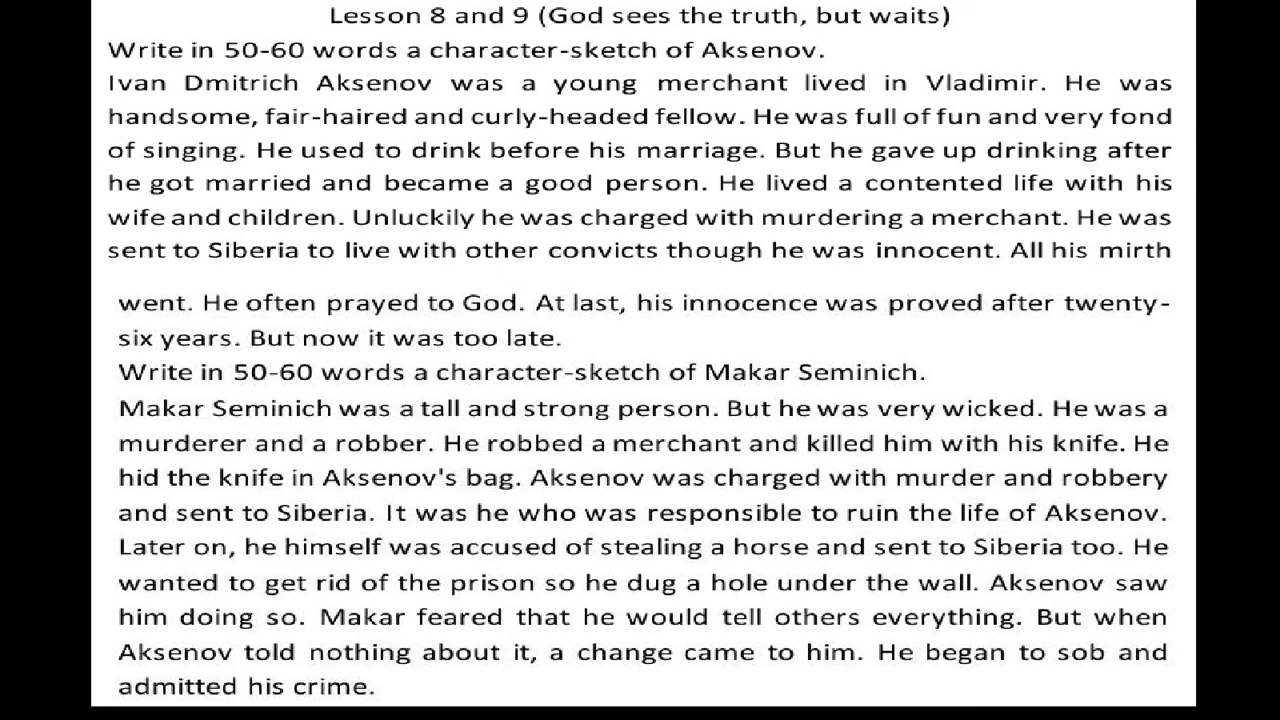 Lesson 8 and 9 (God sees the truth, but waits)
Write in 50-60 words a character-sketch of Aksenov.
Ivan Dmitrich Aksenov was a young merchant lived in Vladimir. He was
handsome, fair-haired and curly-headed fellow. He was full of fun and very fond
of singing. He used to drink before his marriage. But he gave up drinking after
he got married and became a good person. He lived a contented life with his
wife and children. Unluckily he was charged with murdering a merchant. He was
sent to Siberia to live with other convicts though he was innocent. All his mirth
went. He often prayed to God. At last, his innocence was proved after twenty-
six years. But now it was too late.
Write in 50-60 words a character-sketch of Makar Seminich.
Makar Seminich was a tall and strong person. But he was very wicked. He was a
murderer and a robber. He robbed a merchant and killed him with his knife. He
hid the knife in Aksenov's bag. Aksenov was charged with murder and robbery
and sent to Siberia. It was he who was responsible to ruin the life of Aksenov.
Later on, he himself was accused of stealing a horse and sent to Siberia too. He
wanted to get rid of the prison so he dug a hole under the wall. Aksenov saw
him doing so. Makar feared that he would tell others everything. But when
Aksenov told nothing about it, a change came to him. He began to sob and
admitted his crime.